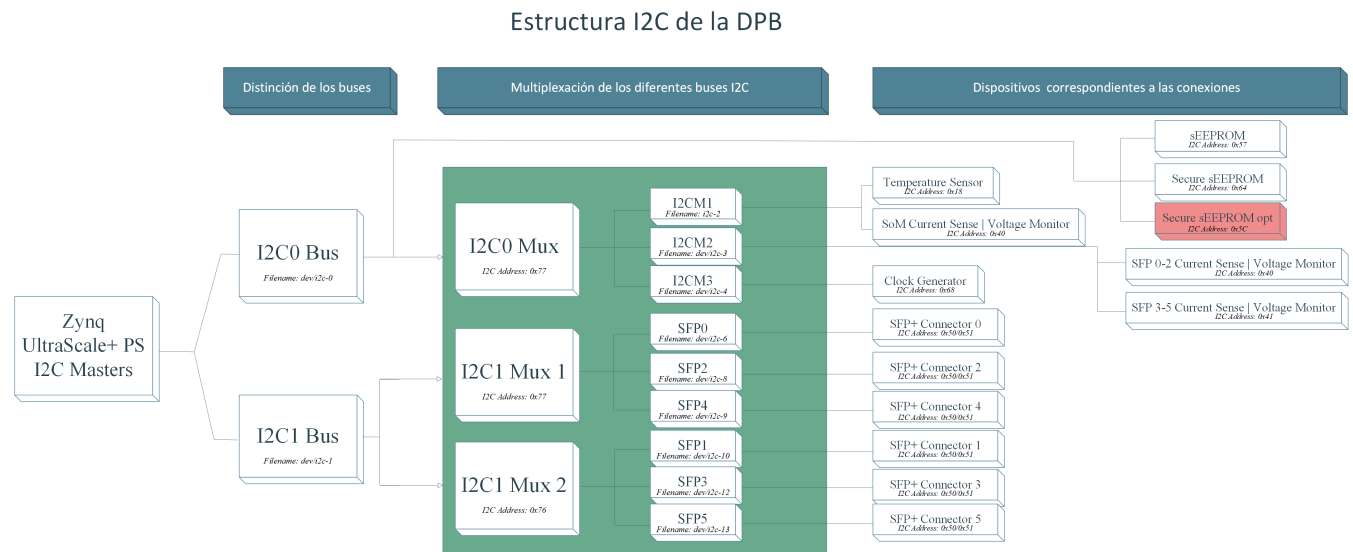 Estructura I2C de la DPB
Distinción de los buses
Multiplexación de los diferentes buses I2C
Dispositivos correspondientes a las conexiones
Zynq
UltraScale+ PS
I2C Masters
I2C0 Bus
Filename: dev/i2c-0
I2C1 Bus
Filename: dev/i2c-1
I2C0 Mux
I2C Address: 0x77
I2C1 Mux 1
I2C Address: 0x77
I2C1 Mux 2
I2C Address: 0x76
I2CM1
Filename: i2c-2
I2CM2
Filename: dev/i2c-3
I2CM3
Filename: dev/i2c-4
SFP0
Filename: dev/i2c-6
SFP2
Filename: dev/i2c-8
SFP4
Filename: dev/i2c-9
SFP1
Filename: dev/i2c-10
SFP3
Filename: dev/i2c-12
SFP5
Filename: dev/i2c-13
Temperature Sensor
I2C Address: 0x18
SoM Current Sense | Voltage Monitor
I2C Address: 0x40
Clock Generator
I2C Address: 0x68
SFP+ Connector 0
I2C Address: 0x50/0x51
SFP+ Connector 2
I2C Address: 0x50/0x51
SFP+ Connector 4
I2C Address: 0x50/0x51
SFP+ Connector 1
I2C Address: 0x50/0x51
SFP+ Connector 3
I2C Address: 0x50/0x51
SFP+ Connector 5
I2C Address: 0x50/0x51
sEEPROM
I2C Address: 0x57
Secure sEEPROM
I2C Address: 0x64
Secure sEEPROM opt
I2C Address: 0x5C
SFP 0-2 Current Sense | Voltage Monitor
I2C Address: 0x40
SFP 3-5 Current Sense | Voltage Monitor
I2C Address: 0x41